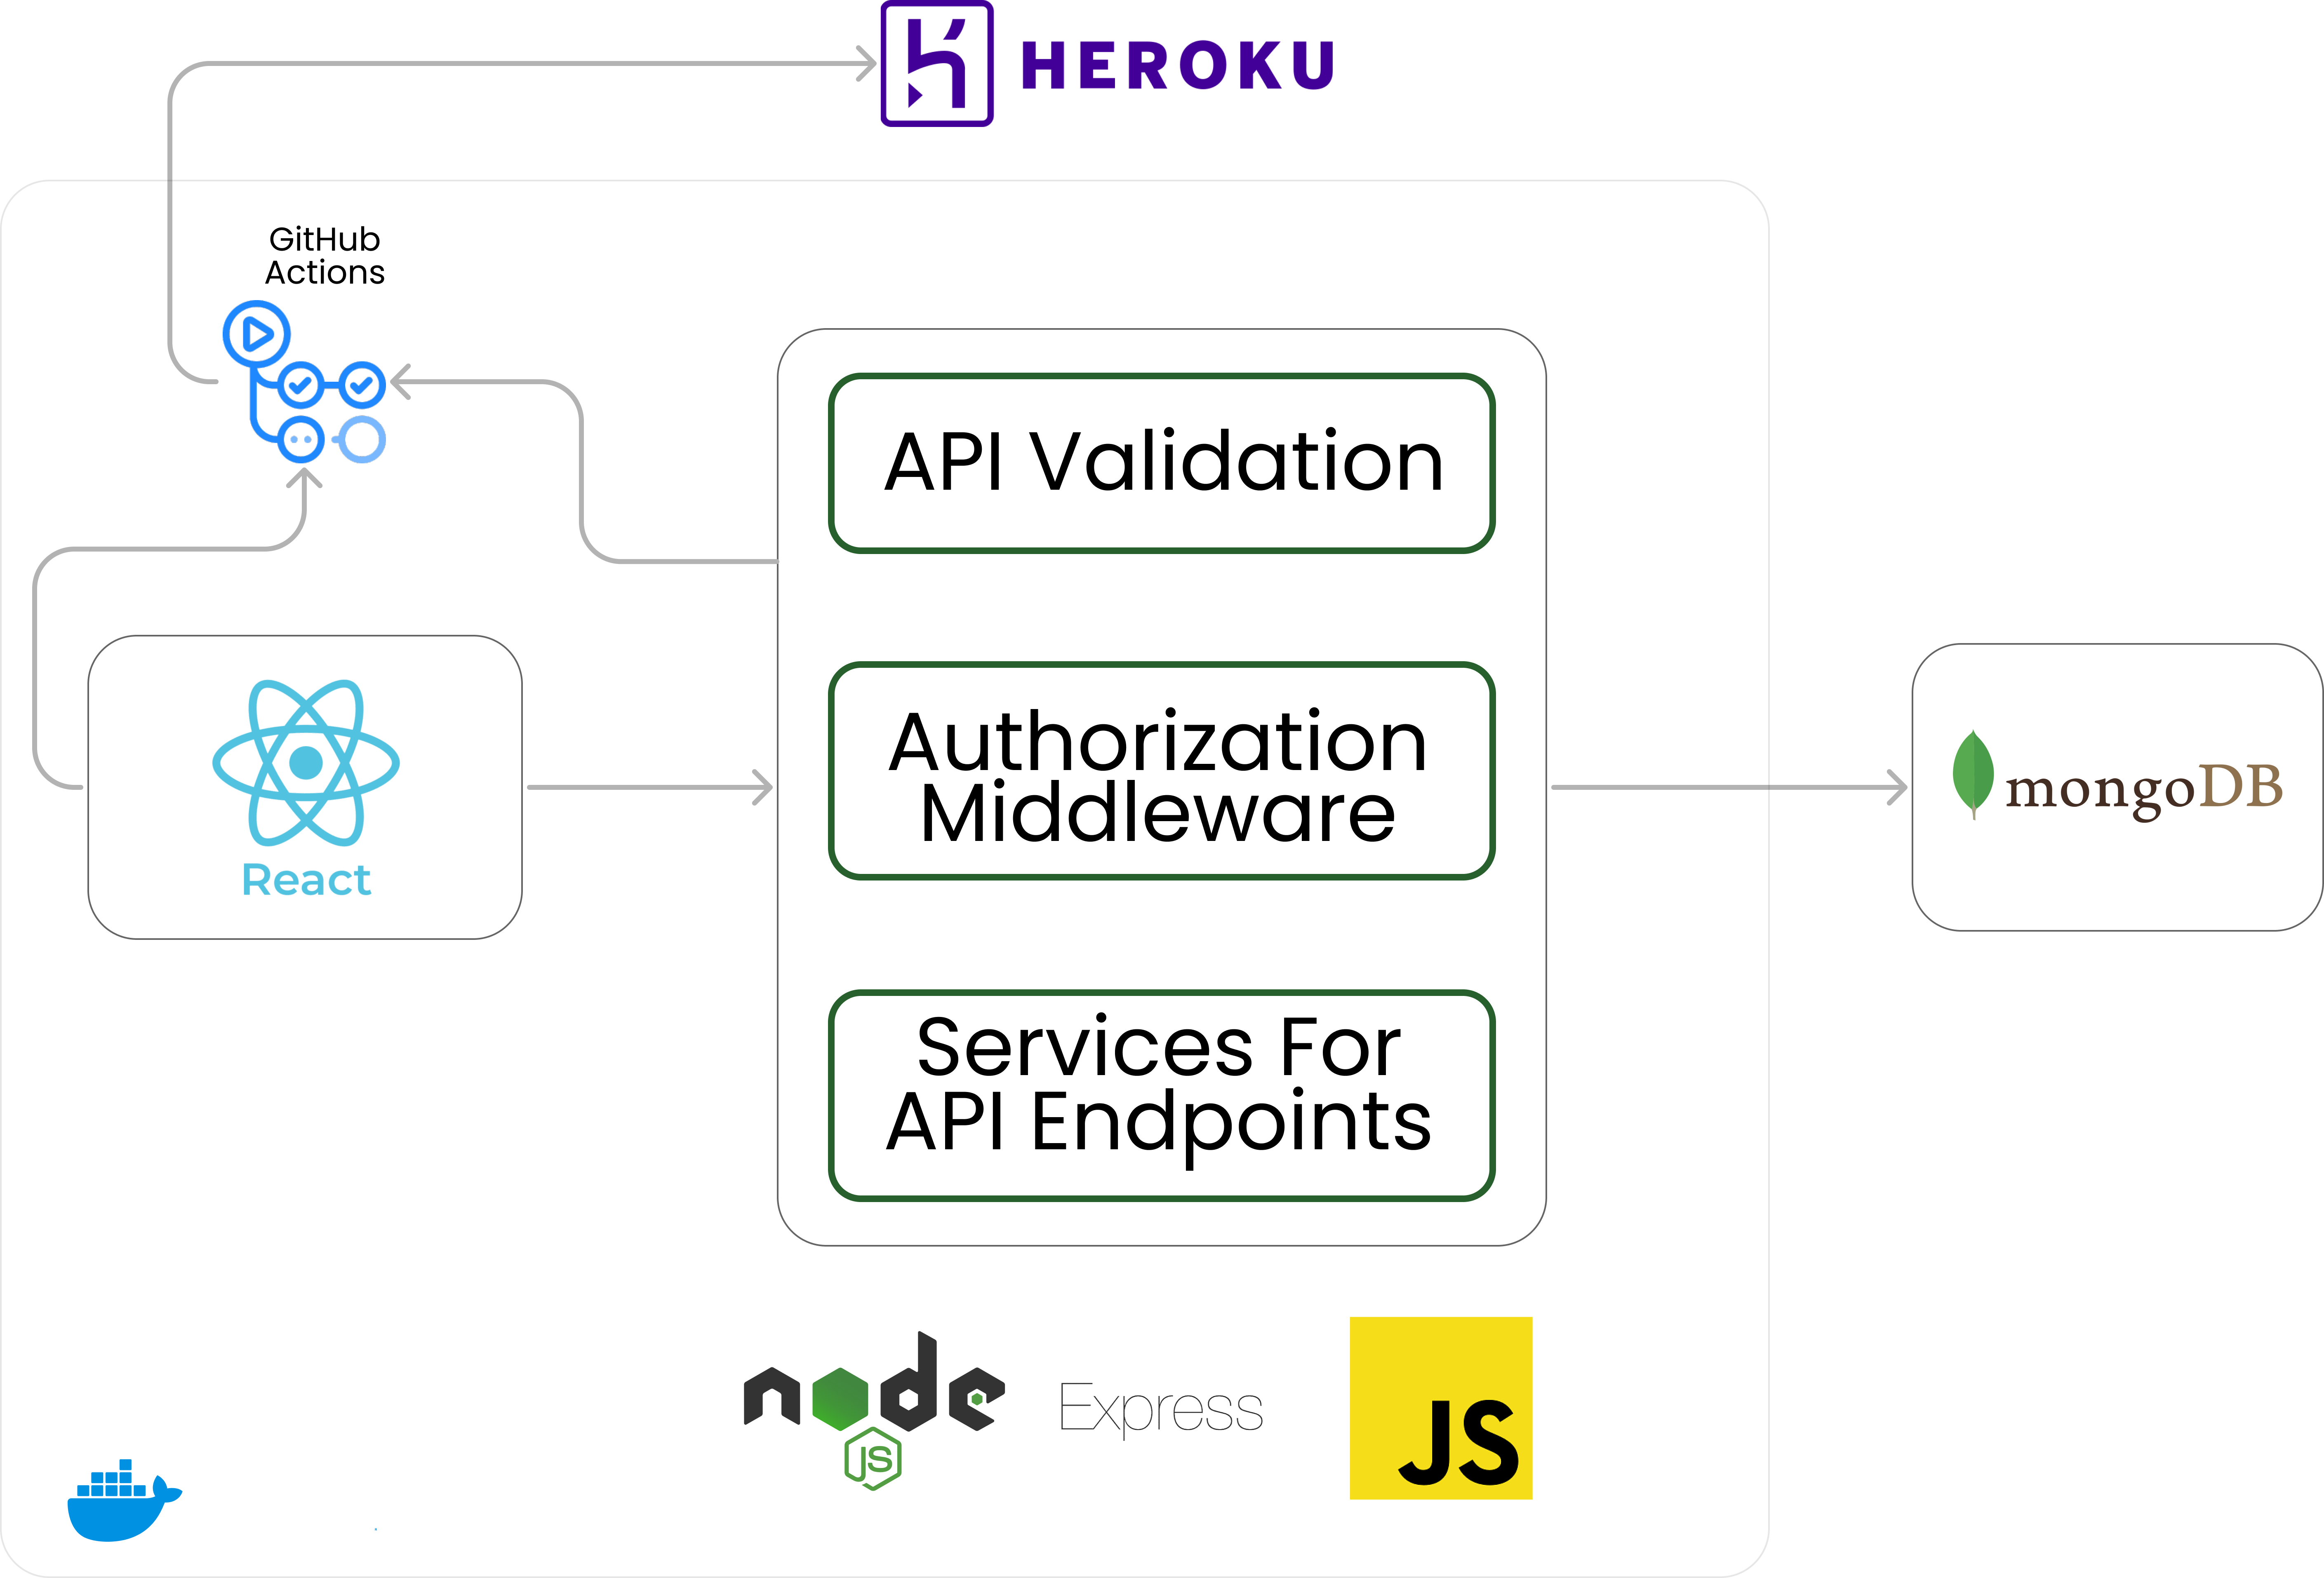 HEROKU
GitHub
Actions
API Validation
Authorization
Middleware
React
mongoDB
Services For
API Endpoints
node
JS
Express
JS